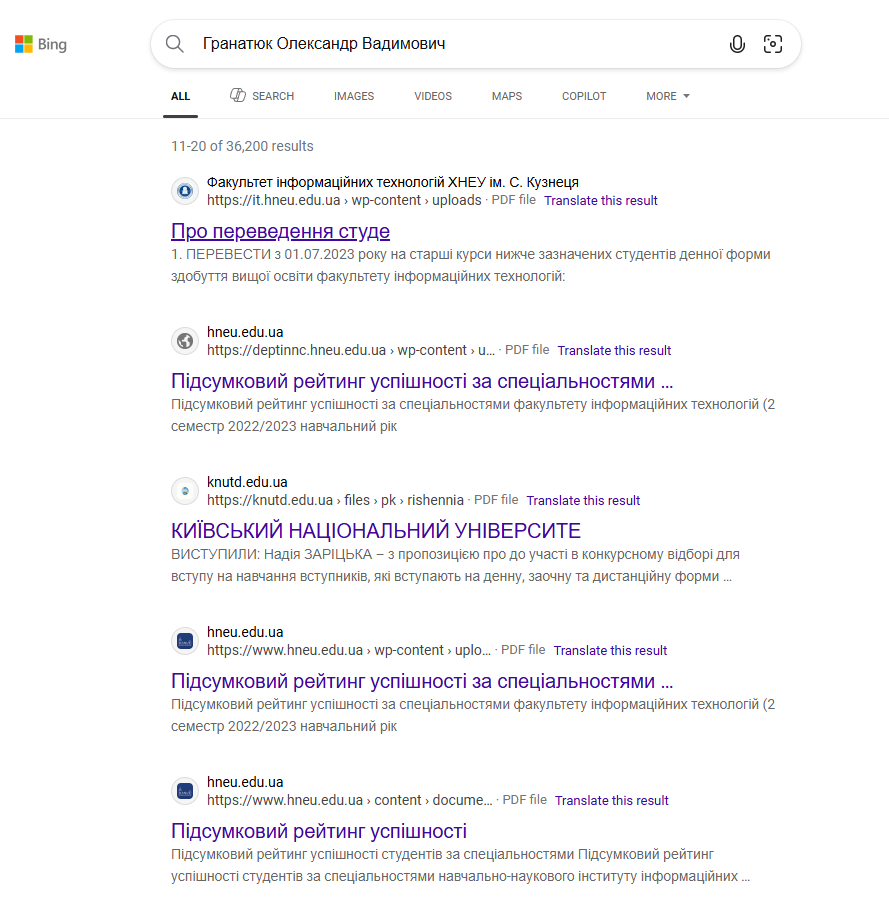 Bing
Гранатюк Олександр Вадимович
ALL SEARCH IMAGES VIDEOS MAPS COPILOT MORE
11-20 of 36,200 results
Факультет інформаційних технологій ХНЕУ ім. С. Кузнеця
https://it.hneu.edu.ua › wp-content › uploads · PDF file Translate this result
Про переведення студе
1. ПЕРЕВЕСТИ з 01.07.2023 року на старші курси нижче зазначених студентів денної форми
здобуття вищої освіти факультету інформаційних технологій:
hneu.edu.ua
https://deptinnc.hneu.edu.ua › wp-content › u... · PDF file Translate this result
Підсумковий рейтинг успішності за спеціальностями ...
Підсумковий рейтинг успішності за спеціальностями факультету інформаційних технологій (2
семестр 2022/2023 навчальний рік
knutd.edu.ua
https://knutd.edu.ua › files › pk › rishennia · PDF file Translate this result
КИЇВСЬКИЙ НАЦІОНАЛЬНИЙ УНІВЕРСИТЕ
ВИСТУПИЛИ: Надія ЗАРІЦЬКА – з пропозицією про до участі в конкурсному відборі для
вступу на навчання вступників, які вступають на денну, заочну та дистанційну форми ...
hneu.edu.ua
https://www.hneu.edu.ua › wp-content › uplo... · PDF file Translate this result
Підсумковий рейтинг успішності за спеціальностями ...
Підсумковий рейтинг успішності за спеціальностями факультету інформаційних технологій (2
семестр 2022/2023 навчальний рік
hneu.edu.ua
https://www.hneu.edu.ua › content › docume... · PDF file Translate this result
Підсумковий рейтинг успішності
Підсумковий рейтинг успішності студентів за спеціальностями Підсумковий рейтинг
успішності студентів за спеціальностями навчально-наукового інституту інформаційних ...